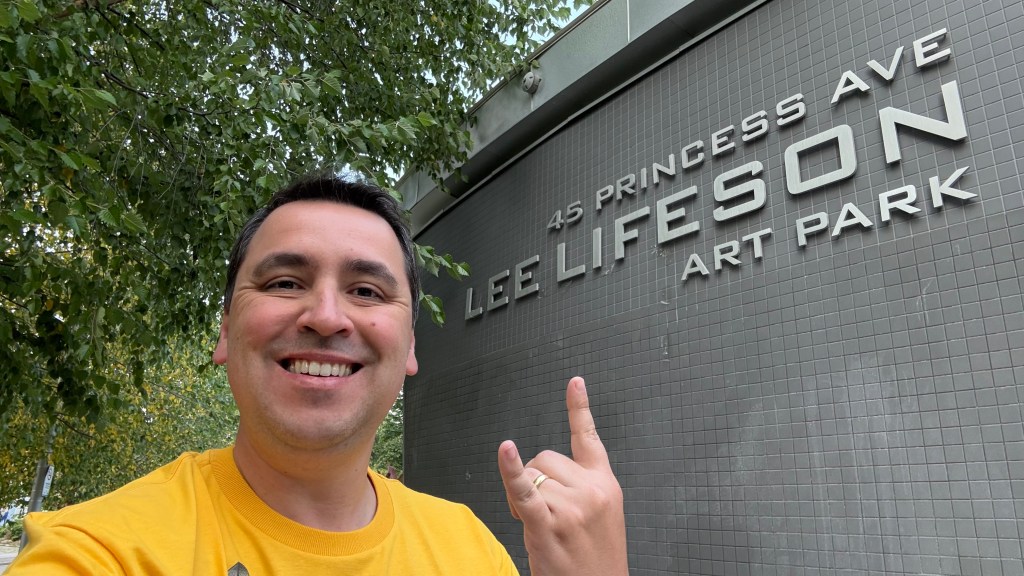 45 PRINCESS AVE
LEE LIFESON
ART PARK